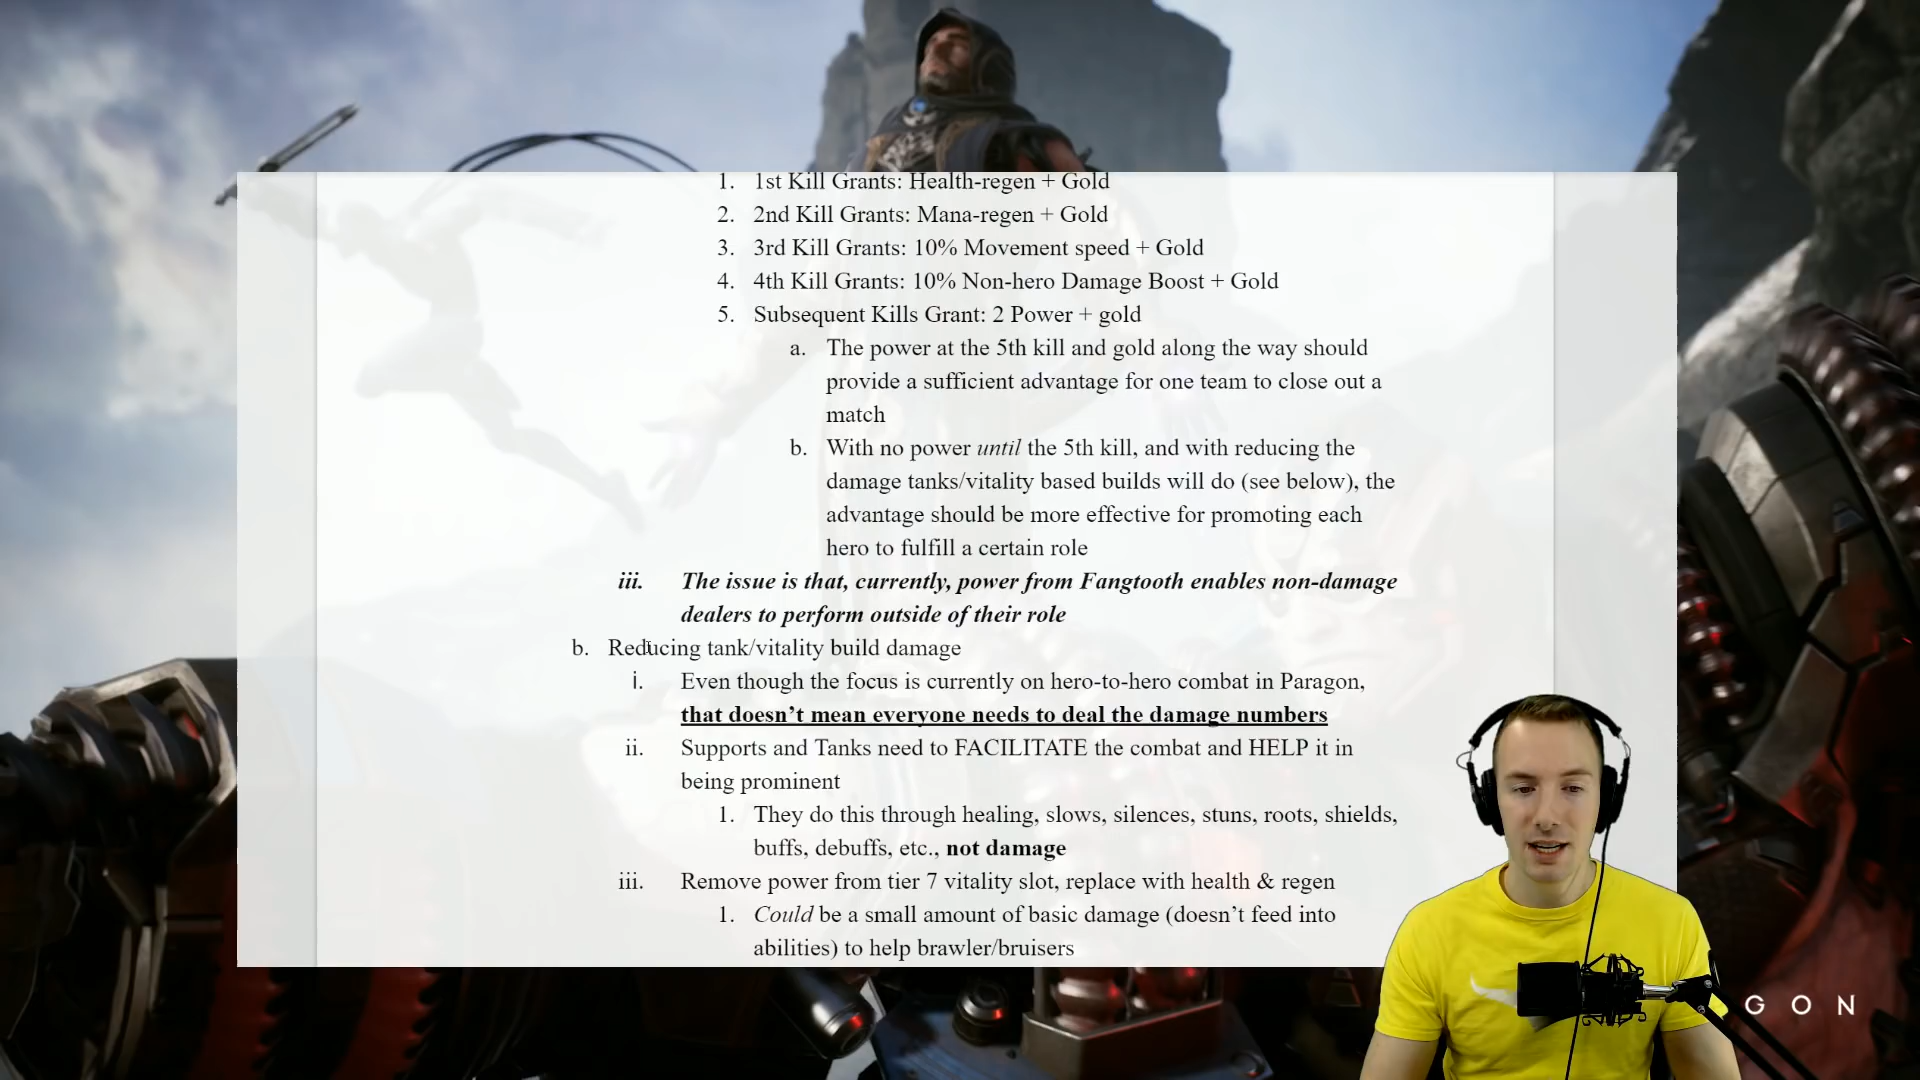 1. 1st Kill Grants: Health-regen + Gold
2. 2nd Kill Grants: Mana-regen + Gold
3. 3rd Kill Grants: 10% Movement speed + Gold
4. 4th Kill Grants: 10% Non-hero Damage Boost + Gold
5. Subsequent Kills Grant: 2 Power + gold
a. The power at the 5th kill and gold along the way should
provide a sufficient advantage for one team to close out a
match
b. With no power until the 5th kill, and with reducing the
damage tanks/vitality based builds will do (see below), the
advantage should be more effective for promoting each
hero to fulfill a certain role
iii. The issue is that, currently, power from Fangtooth enables non-damage
dealers to perform outside of their role
b. Reducing tank/vitality build damage
i. Even though the focus is currently on hero-to-hero combat in Paragon,
that doesn’t mean everyone needs to deal the damage numbers
ii. Supports and Tanks need to FACILITATE the combat and HELP it in
being prominent
1. They do this through healing, slows, silences, stuns, roots, shields,
buffs, debuffs, etc., not damage
iii. Remove power from tier 7 vitality slot, replace with health & regen
1. Could be a small amount of basic damage (doesn’t feed into
abilities) to help brawler/bruisers
GON